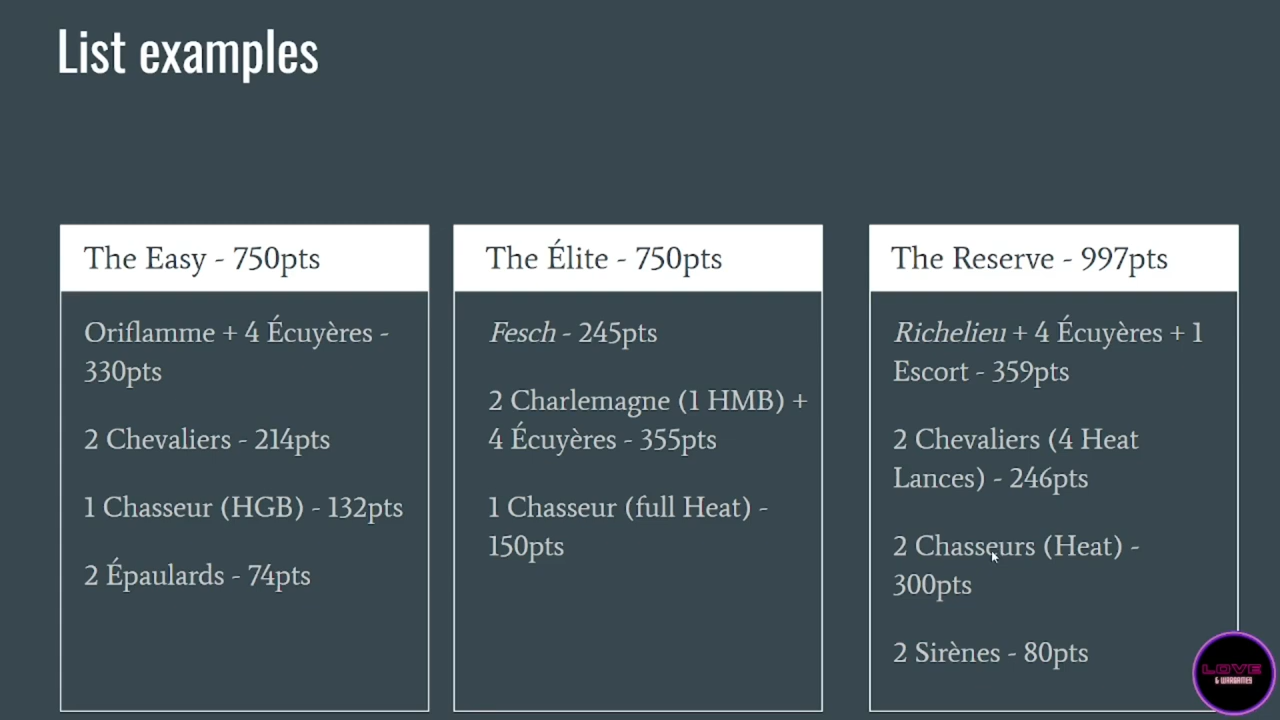 List examples
The Easy - 750pts
Oriflamme + 4 Écuyères -
330pts
2 Chevaliers - 214pts
1 Chasseur (HGB) - 132pts
2 Épaulards - 74pts
The Élite - 750pts
Fesch - 245pts
2 Charlemagne (1 HMB) +
4 Écuyères - 355pts
1 Chasseur (full Heat) -
150pts
The Reserve - 997pts
Richelieu + 4 Écuyères + 1
Escort - 359pts
2 Chevaliers (4 Heat
Lances) - 246pts
2 Chasseurs (Heat) -
300pts
2 Sirènes - 80pts
LOVE
& WARGAMES